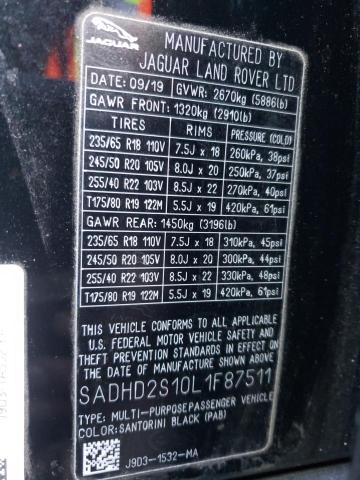 JAGUAR
MANUFACTURED BY
JAGUAR LAND ROVER LTD
DATE: 09/19 GVWR: 2670kg (5886lb)
GAWR FRONT: 1320kg (2910lb)
TIRES RIMS PRESSURE (COLD)
235/65 R18 110V 7.5J x 18 260kPa, 38psi
245/50 R20 105V 8.0J x 20 250kPa, 37psi
255/40 R22 103V 8.5J x 22 270kPa, 40psi
T175/80 R19 122M 5.5J x 19 420kPa, 61psi
GAWR REAR: 1450kg (3196lb)
235/65 R18 110V 7.5J x 18 310kPa, 45psi
245/50 R20 105V 8.0J x 20 300kPa, 44psi
255/40 R22 103V 8.5J x 22 330kPa, 48psi
T175/80 R19 122M 5.5J x 19 420kPa, 61psi
THIS VEHICLE CONFORMS TO ALL APPLICABLE
U.S. FEDERAL MOTOR VEHICLE SAFETY AND
THEFT PREVENTION STANDARDS IN EFFECT ON
THE DATE OF MANUFACTURE SHOWN ABOVE
SADHD2S10L1F87511
TYPE: MULTI-PURPOSE PASSENGER VEHICLE
COLOR: SANTORINI BLACK (PAB)
J9D3-1532-MA